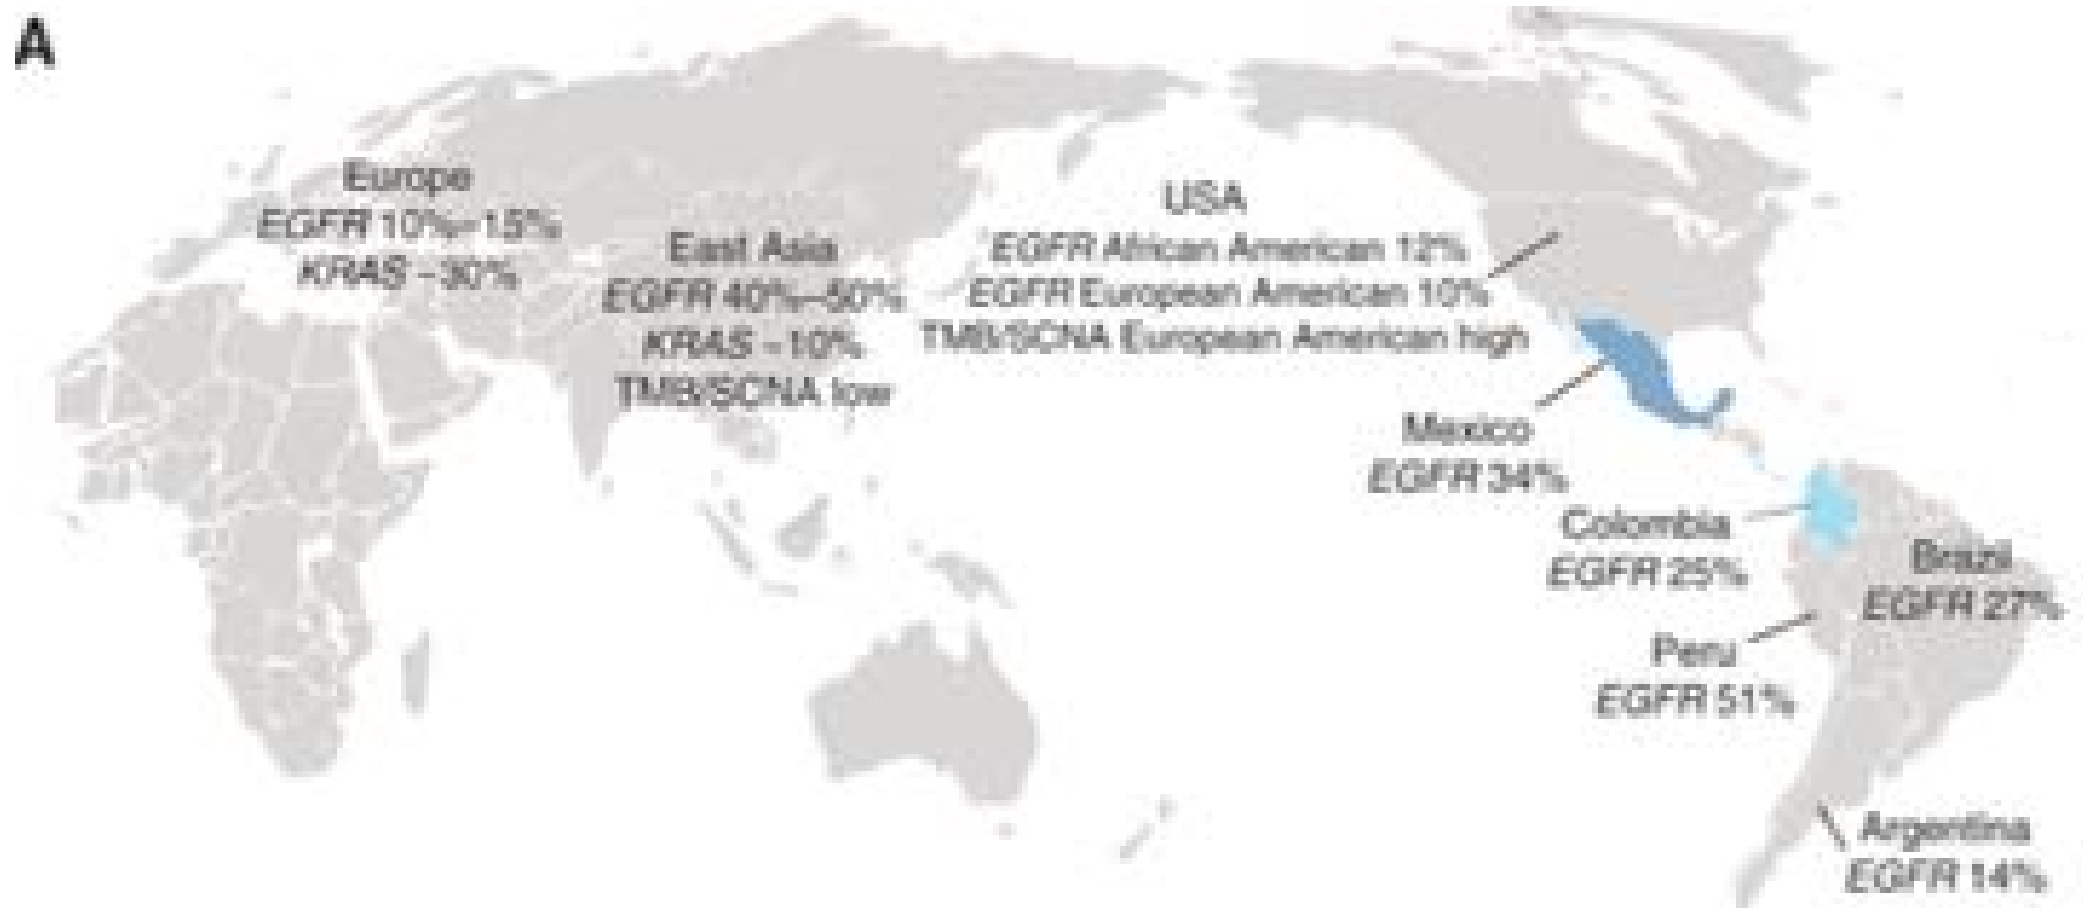 A
Europe
EGFR 10%–15%
KRAS ~30%
East Asia
EGFR 40%–50%
KRAS ~10%
TMB/SCNA low
USA
EGFR African American 12%
EGFR European American 10%
TMB/SCNA European American high
Mexico
EGFR 34%
Colombia
EGFR 25%
Brazil
EGFR 27%
Peru
EGFR 51%
Argentina
EGFR 14%